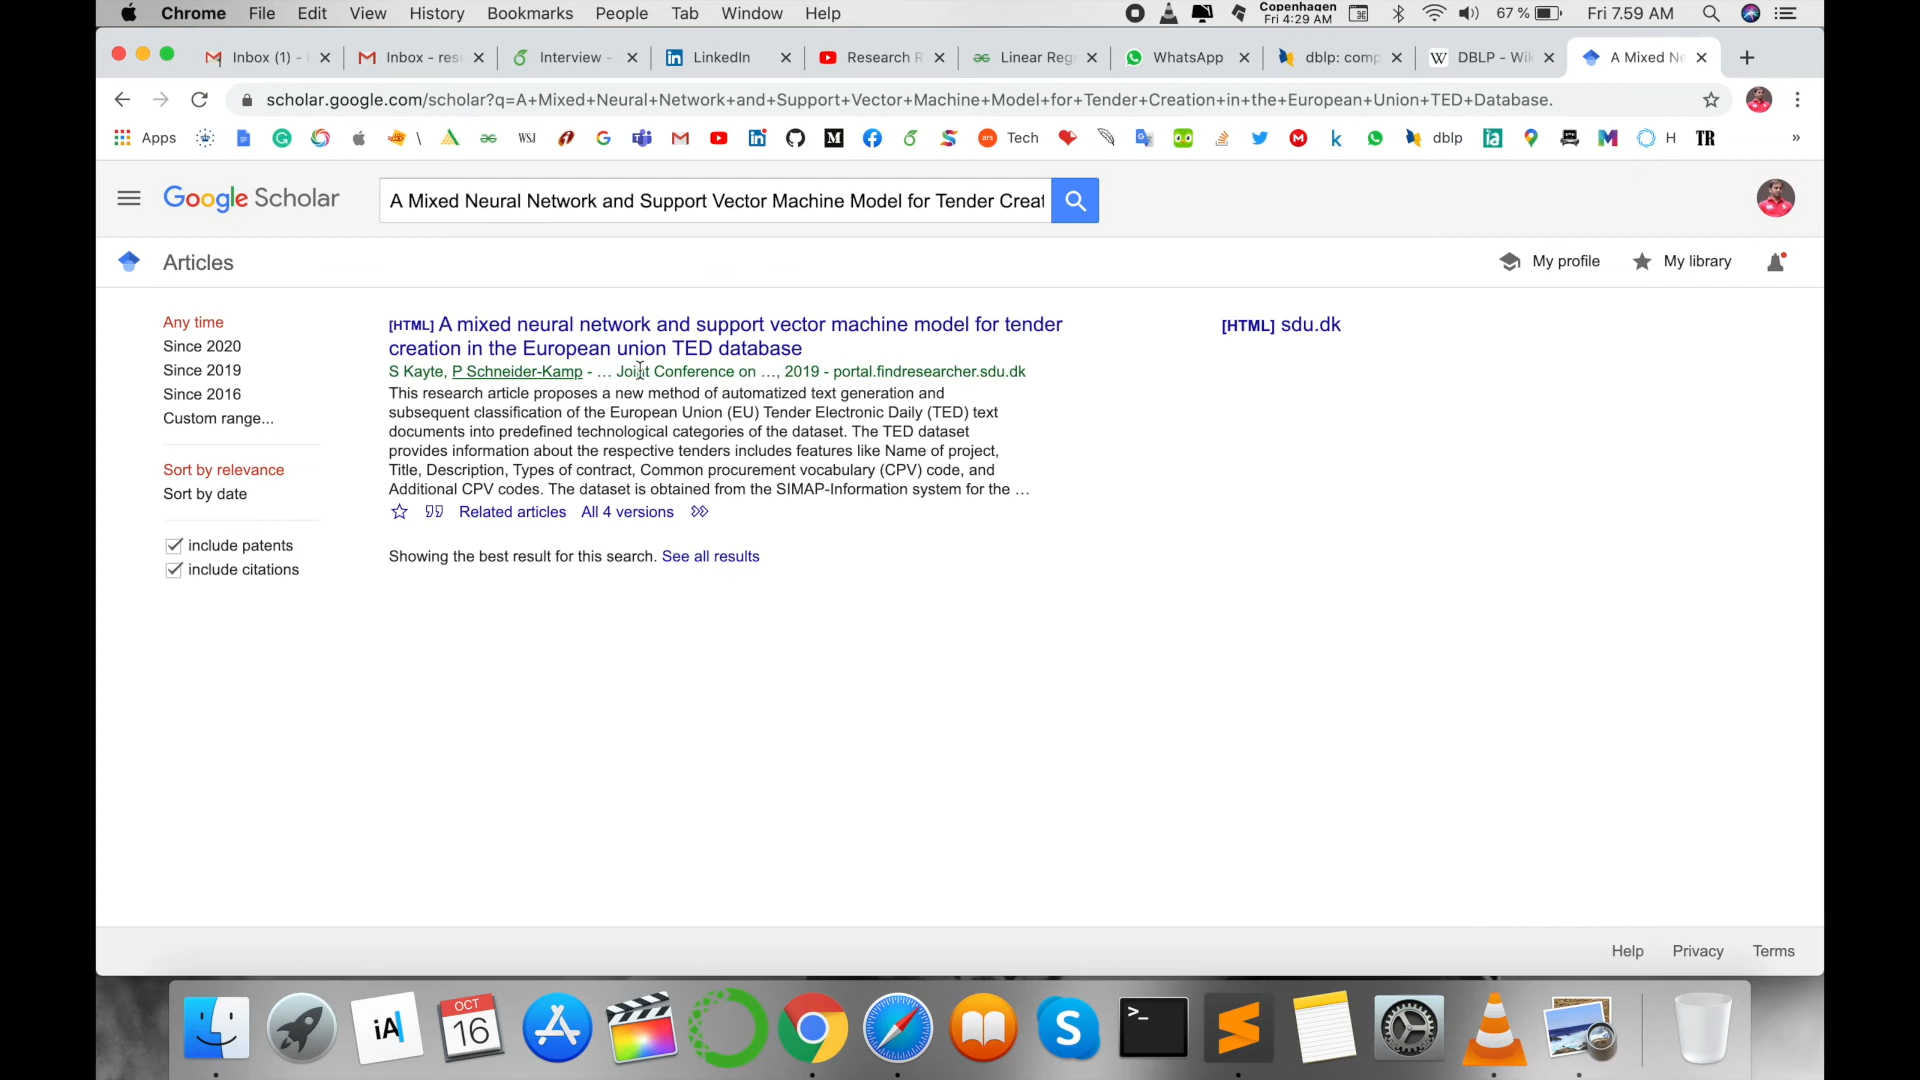 Chrome File Edit View History Bookmarks People Tab Window Help Copenhagen Fri 4:29 AM 67 % Fri 7.59 AM
Inbox (1) - Inbox - res Interview - LinkedIn Research R Linear Reg WhatsApp dblp: comp DBLP - Wik A Mixed Ne
scholar.google.com/scholar?q=A+Mixed+Neural+Network+and+Support+Vector+Machine+Model+for+Tender+Creation+in+the+European+Union+TED+Database.
Apps \ WSJ ars Tech k dblp ia H TR »
Google Scholar A Mixed Neural Network and Support Vector Machine Model for Tender Creat
Articles My profile My library
Any time
Since 2020
Since 2019
Since 2016
Custom range...
Sort by relevance
Sort by date
include patents
include citations
[HTML] A mixed neural network and support vector machine model for tender
creation in the European union TED database
S Kayte, P Schneider-Kamp - … Joint Conference on …, 2019 - portal.findresearcher.sdu.dk
This research article proposes a new method of automatized text generation and
subsequent classification of the European Union (EU) Tender Electronic Daily (TED) text
documents into predefined technological categories of the dataset. The TED dataset
provides information about the respective tenders includes features like Name of project,
Title, Description, Types of contract, Common procurement vocabulary (CPV) code, and
Additional CPV codes. The dataset is obtained from the SIMAP-Information system for the …
Related articles All 4 versions
Showing the best result for this search. See all results
[HTML] sdu.dk
Help Privacy Terms
iA OCT 16 S >_